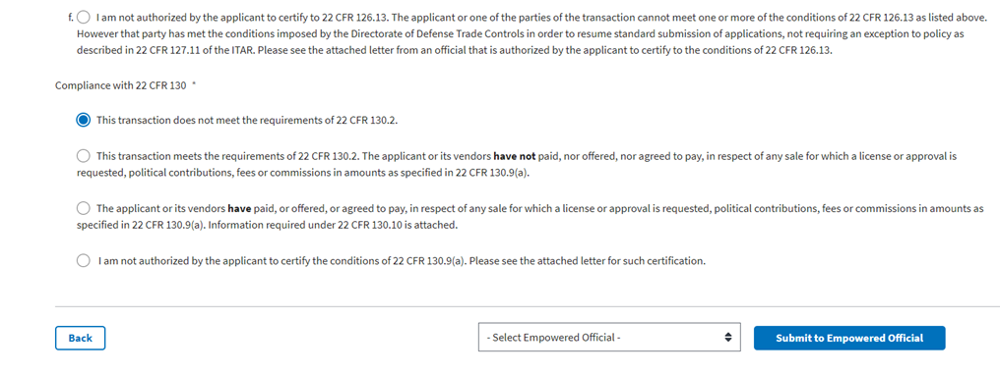 f. I am not authorized by the applicant to certify to 22 CFR 126.13. The applicant or one of the parties of the transaction cannot meet one or more of the conditions of 22 CFR 126.13 as listed above.
However that party has met the conditions imposed by the Directorate of Defense Trade Controls in order to resume standard submission of applications, not requiring an exception to policy as
described in 22 CFR 127.11 of the ITAR. Please see the attached letter from an official that is authorized by the applicant to certify to the conditions of 22 CFR 126.13.
Compliance with 22 CFR 130 *
This transaction does not meet the requirements of 22 CFR 130.2.
This transaction meets the requirements of 22 CFR 130.2. The applicant or its vendors have not paid, nor offered, nor agreed to pay, in respect of any sale for which a license or approval is
requested, political contributions, fees or commissions in amounts as specified in 22 CFR 130.9(a).
The applicant or its vendors have paid, or offered, or agreed to pay, in respect of any sale for which a license or approval is requested, political contributions, fees or commissions in amounts as
specified in 22 CFR 130.9(a). Information required under 22 CFR 130.10 is attached.
I am not authorized by the applicant to certify the conditions of 22 CFR 130.9(a). Please see the attached letter for such certification.
Back
- Select Empowered Official -
Submit to Empowered Official